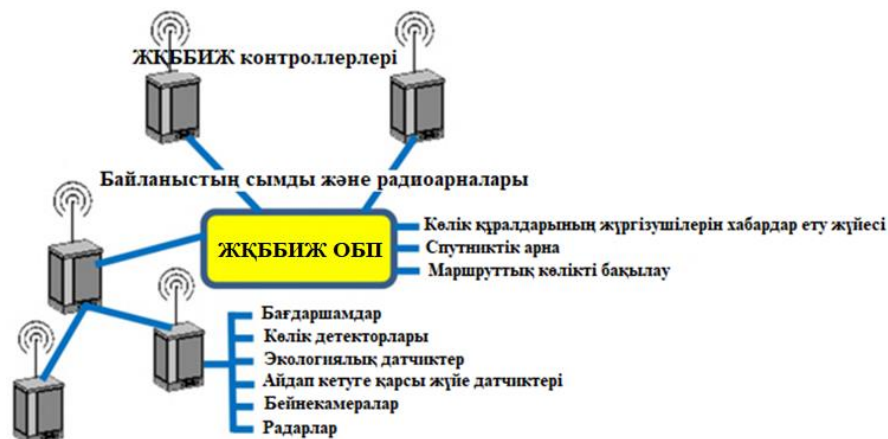 ЖҚББИЖ контроллерлері
Байланыстың сымды және радиоарналары
ЖҚББИЖ ОБП
Көлік құралдарының жүргізушілерін хабардар ету жүйесі
Спутниктік арна
Маршруттық көлікті бақылау
Бағдаршамдар
Көлік детекторлары
Экологиялық датчиктер
Айдап кетуге қарсы жүйе датчиктері
Бейнекамералар
Радарлар